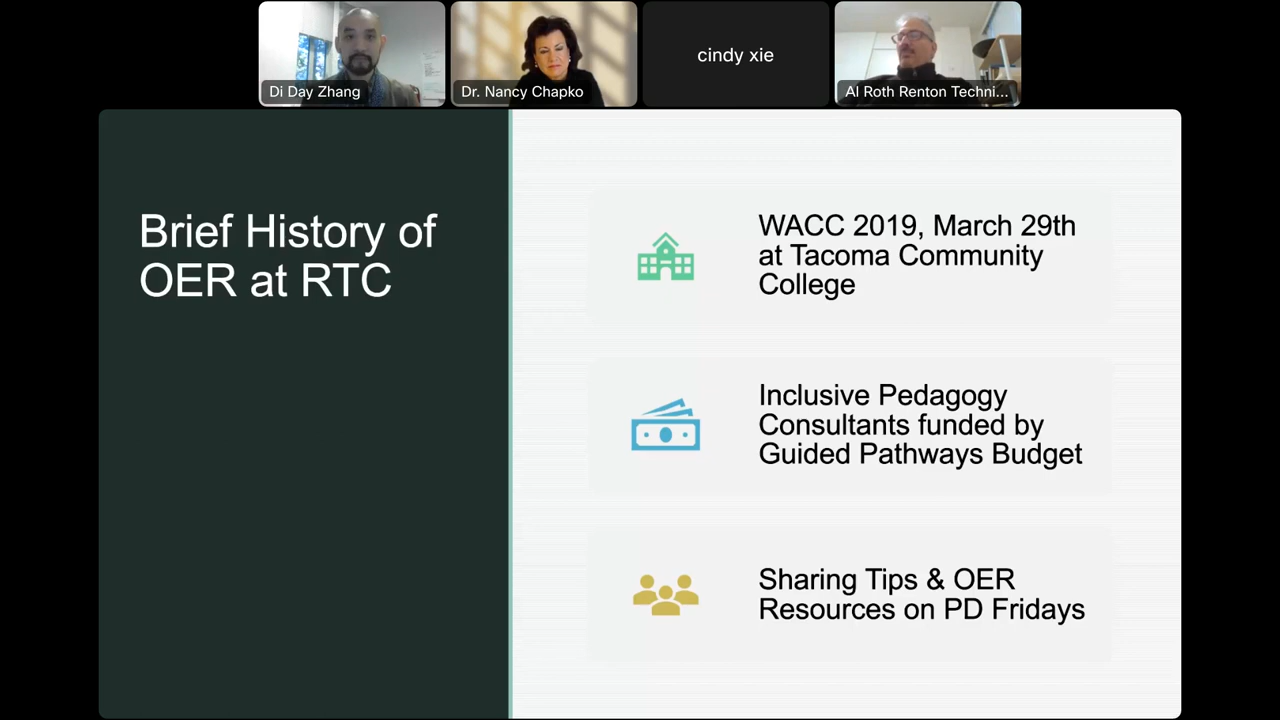 Di Day Zhang
Dr. Nancy Chapko
cindy xie
Al Roth Renton Techni...
Brief History of
OER at RTC
WACC 2019, March 29th
at Tacoma Community
College
Inclusive Pedagogy
Consultants funded by
Guided Pathways Budget
Sharing Tips & OER
Resources on PD Fridays